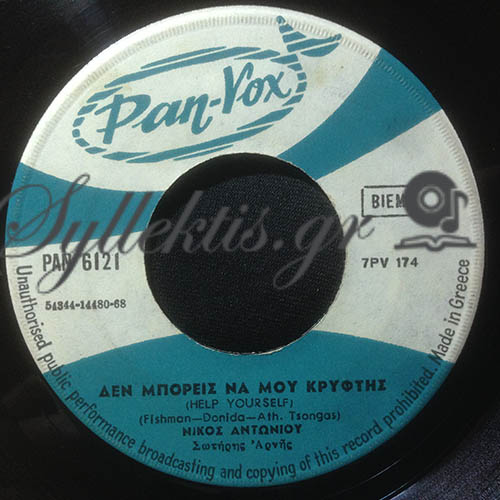 Pan-Vox
Syllektis.gr
BIEM
PAN 6121
7PV 174
54344-14480-68
ΔΕΝ ΜΠΟΡΕΙΣ ΝΑ ΜΟΥ ΚΡΥΦΤΗΣ
(HELP YOURSELF)
(Fishman—Donida—Ath. Tsongas)
ΝΙΚΟΣ ΑΝΤΩΝΙΟΥ
Σωτήρης Ἀρνῆς
Unauthorised public performance broadcasting and copying of this record prohibited. Made in Greece